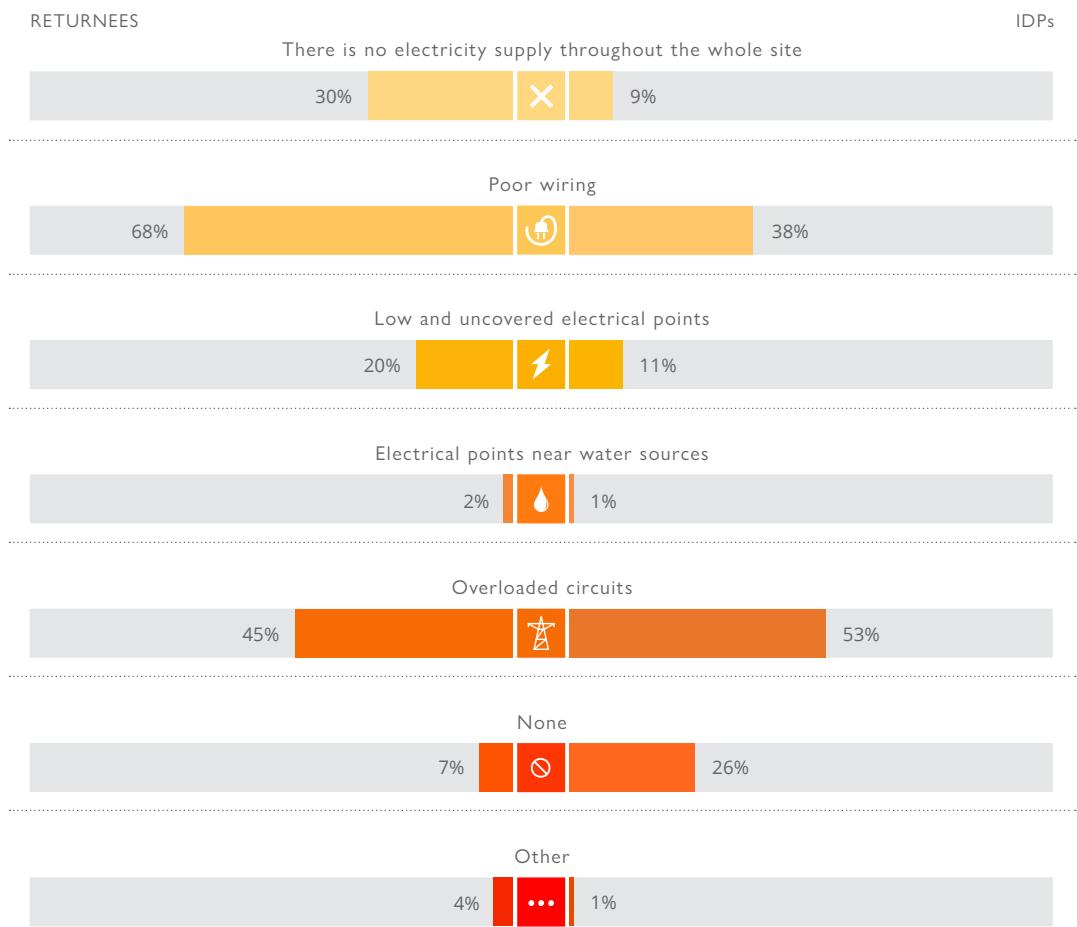 RETURNEES IDPs
There is no electricity supply throughout the whole site
30% 9%
Poor wiring
68% 38%
Low and uncovered electrical points
20% 11%
Electrical points near water sources
2% 1%
Overloaded circuits
45% 53%
None
7% 26%
Other
4% 1%